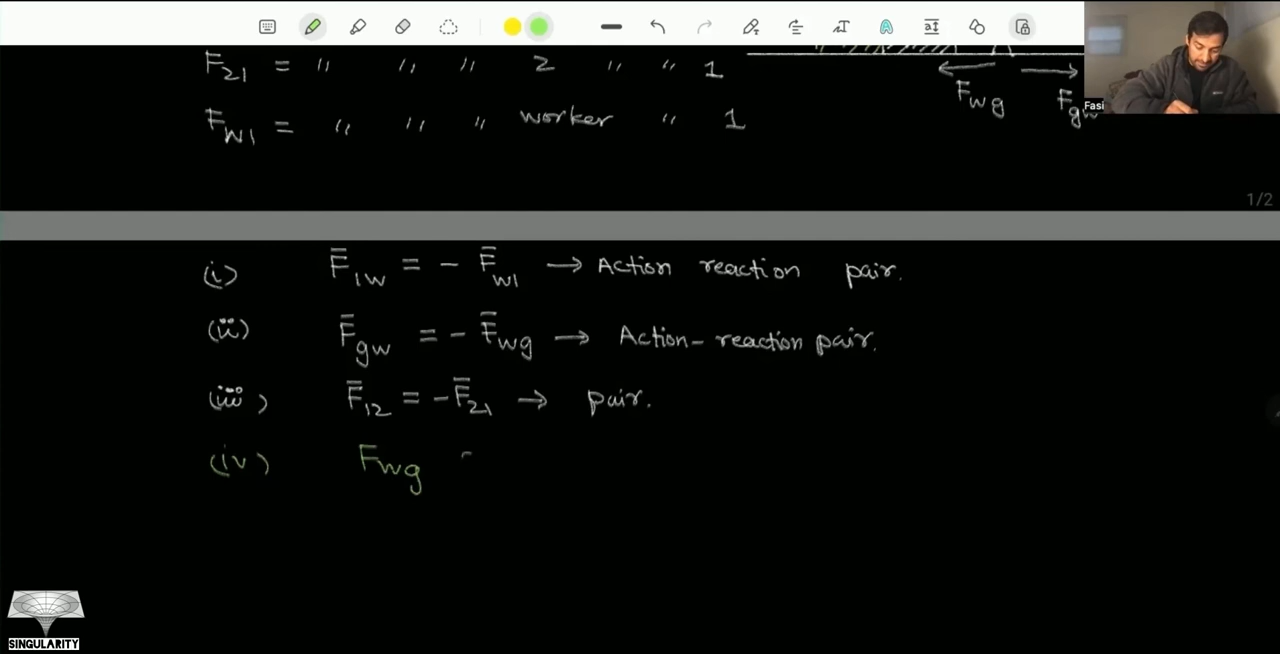 F21 = " " " 2 " " 1
Fwg Fgw
Fasi
Fw1 = " " " worker " 1
1/2
(i) F̄1w = - F̄w1 → Action reaction pair.
(ii) F̄gw = - F̄wg → Action-reaction pair.
(iii) F̄12 = - F̄21 → pair.
(iv) Fwg
SINGULARITY